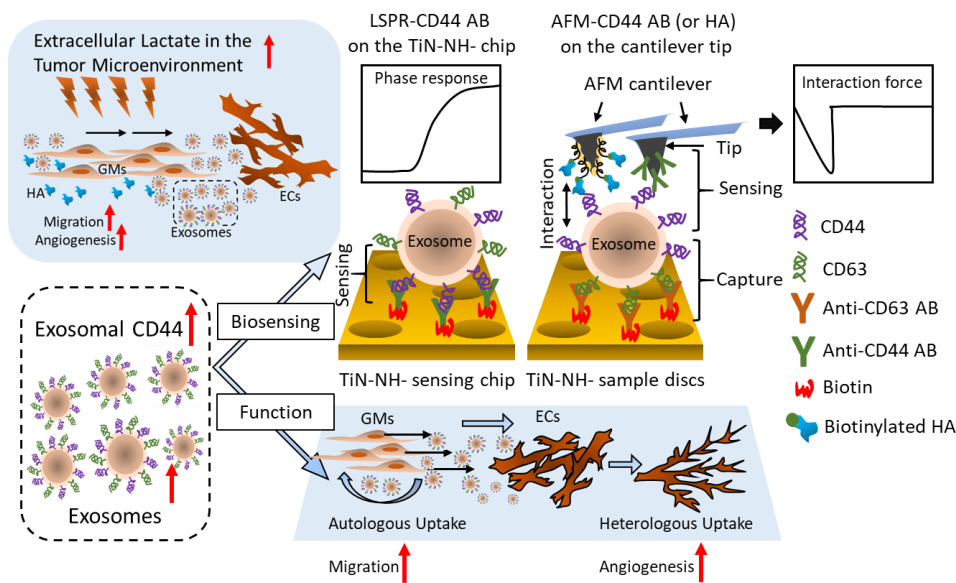 Extracellular Lactate in the
Tumor Microenvironment
GMs
HA
ECs
Migration
Angiogenesis
Exosomes
LSPR-CD44 AB
on the TiN-NH- chip
Phase response
Exosome
Sensing
TiN-NH- sensing chip
AFM-CD44 AB (or HA)
on the cantilever tip
AFM cantilever
Tip
Sensing
Interaction
Exosome
Capture
TiN-NH- sample discs
Interaction force
CD44
CD63
Anti-CD63 AB
Anti-CD44 AB
Biotin
Biotinylated HA
Exosomal CD44
Exosomes
Biosensing
Function
GMs
ECs
Autologous Uptake
Heterologous Uptake
Migration
Angiogenesis